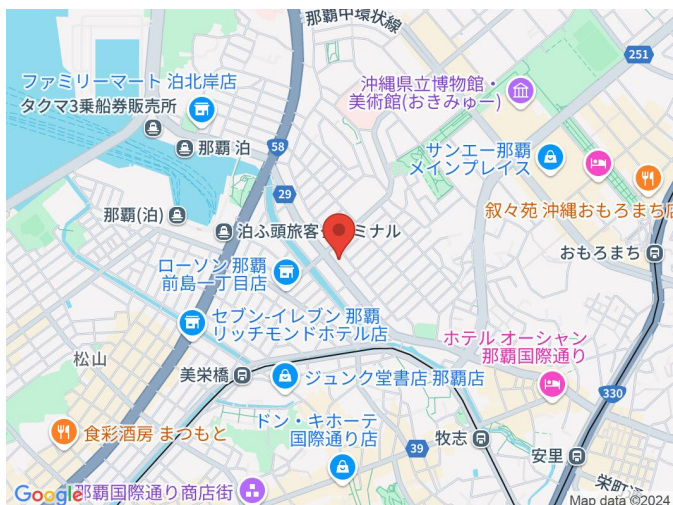 那覇中環状線
251
ファミリーマート 泊北岸店
タクマ3乗船券販売所
沖縄県立博物館・
美術館(おきみゅー)
58
那覇 泊
サンエー那覇
メインプレイス
29
叙々苑 沖縄おもろまち店
那覇(泊)
泊ふ頭旅客
ミナル
おもろまち
ローソン 那覇
前島一丁目店
セブン-イレブン 那覇
リッチモンドホテル店
ホテル オーシャン
那覇国際通り
松山
美栄橋
ジュンク堂書店 那覇店
330
ドン・キホーテ
国際通り店
食彩酒房 まつもと
39
牧志
安里
栄町通
Google
那覇国際通り商店街
Map data ©2024